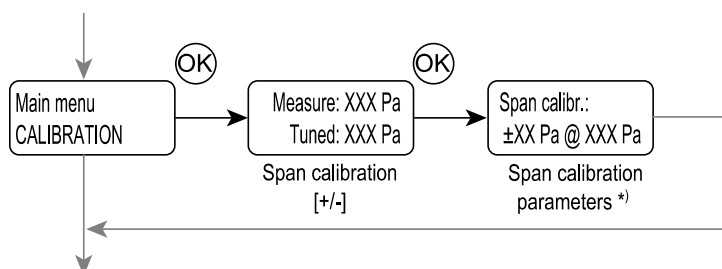 OK
OK
Main menu
CALIBRATION
Measure: XXX Pa
Tuned: XXX Pa
Span calibr.:
±XX Pa @ XXX Pa
Span calibration
[+/-]
Span calibration
parameters *)